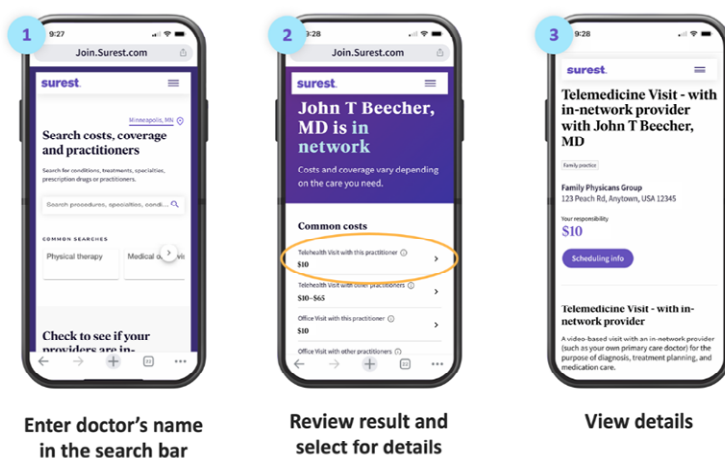 1
9:27
Join.Surest.com
surest.
Minneapolis, MN
Search costs, coverage
and practitioners
Search for conditions, treatments, specialties,
prescription drugs or practitioners.
Search procedures, specialties, condi...
COMMON SEARCHES
Physical therapy
Medical o
Check to see if your
providers are in-
22
Enter doctor's name
in the search bar
2
9:28
Join.Surest.com
surest.
John T Beecher,
MD is in
network
Costs and coverage vary depending
on the care you need.
Common costs
Telehealth Visit with this practitioner
$10
Telehealth Visit with other practitioners
$10-$65
Office Visit with this practitioner
$10
Office Visit with other practitioners
Review result and
select for details
3
9:28
surest.
Telemedicine Visit - with
in-network provider
with John T Beecher,
MD
Family practice
Family Physicans Group
123 Peach Rd, Anytown, USA 12345
Your responsibility
$10
Scheduling info
Telemedicine Visit - with in-
network provider
A video-based visit with an in-network provider
(such as your own primary care doctor) for the
purpose of diagnosis, treatment planning, and
medication care.
View details